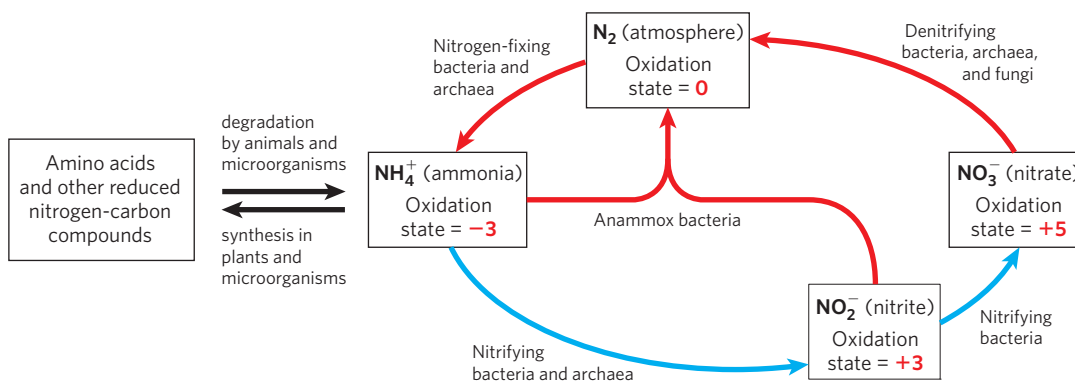 N₂ (atmosphere)
Oxidation
state = 0
Nitrogen-fixing
bacteria and
archaea
Denitrifying
bacteria, archaea,
and fungi
degradation
by animals and
microorganisms
Amino acids
and other reduced
nitrogen-carbon
compounds
synthesis in
plants and
microorganisms
NH₄⁺ (ammonia)
Oxidation
state = −3
Anammox bacteria
NO₃⁻ (nitrate)
Oxidation
state = +5
NO₂⁻ (nitrite)
Oxidation
state = +3
Nitrifying
bacteria
Nitrifying
bacteria and archaea